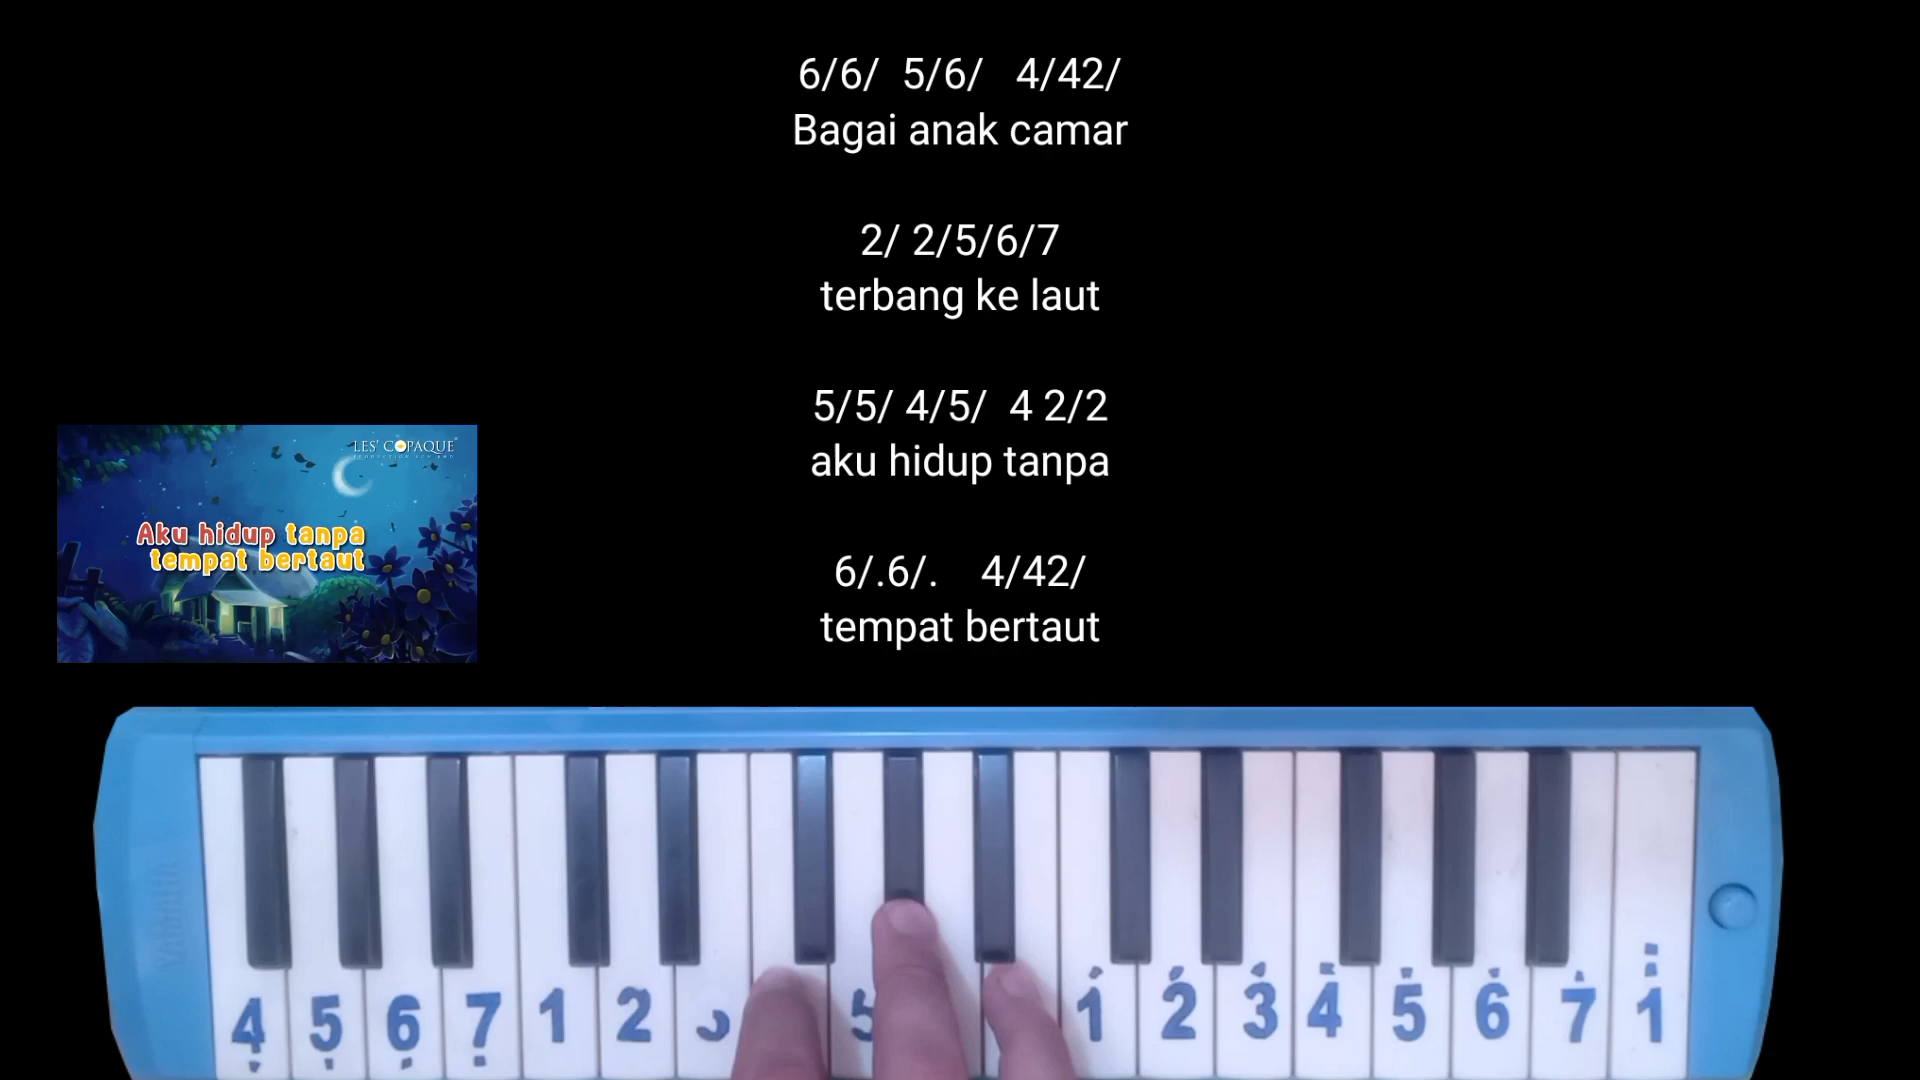 6/6/ 5/6/ 4/42/
Bagai anak camar
2/ 2/5/6/7
terbang ke laut
5/5/ 4/5/ 4 2/2
aku hidup tanpa
6/.6/. 4/42/
tempat bertaut
LES' COPAQUE
Aku hidup tanpa
tempat bertaut
YAMAHA
4 5 6 7 1 2 5 1 2 3 4 5 6 7 1